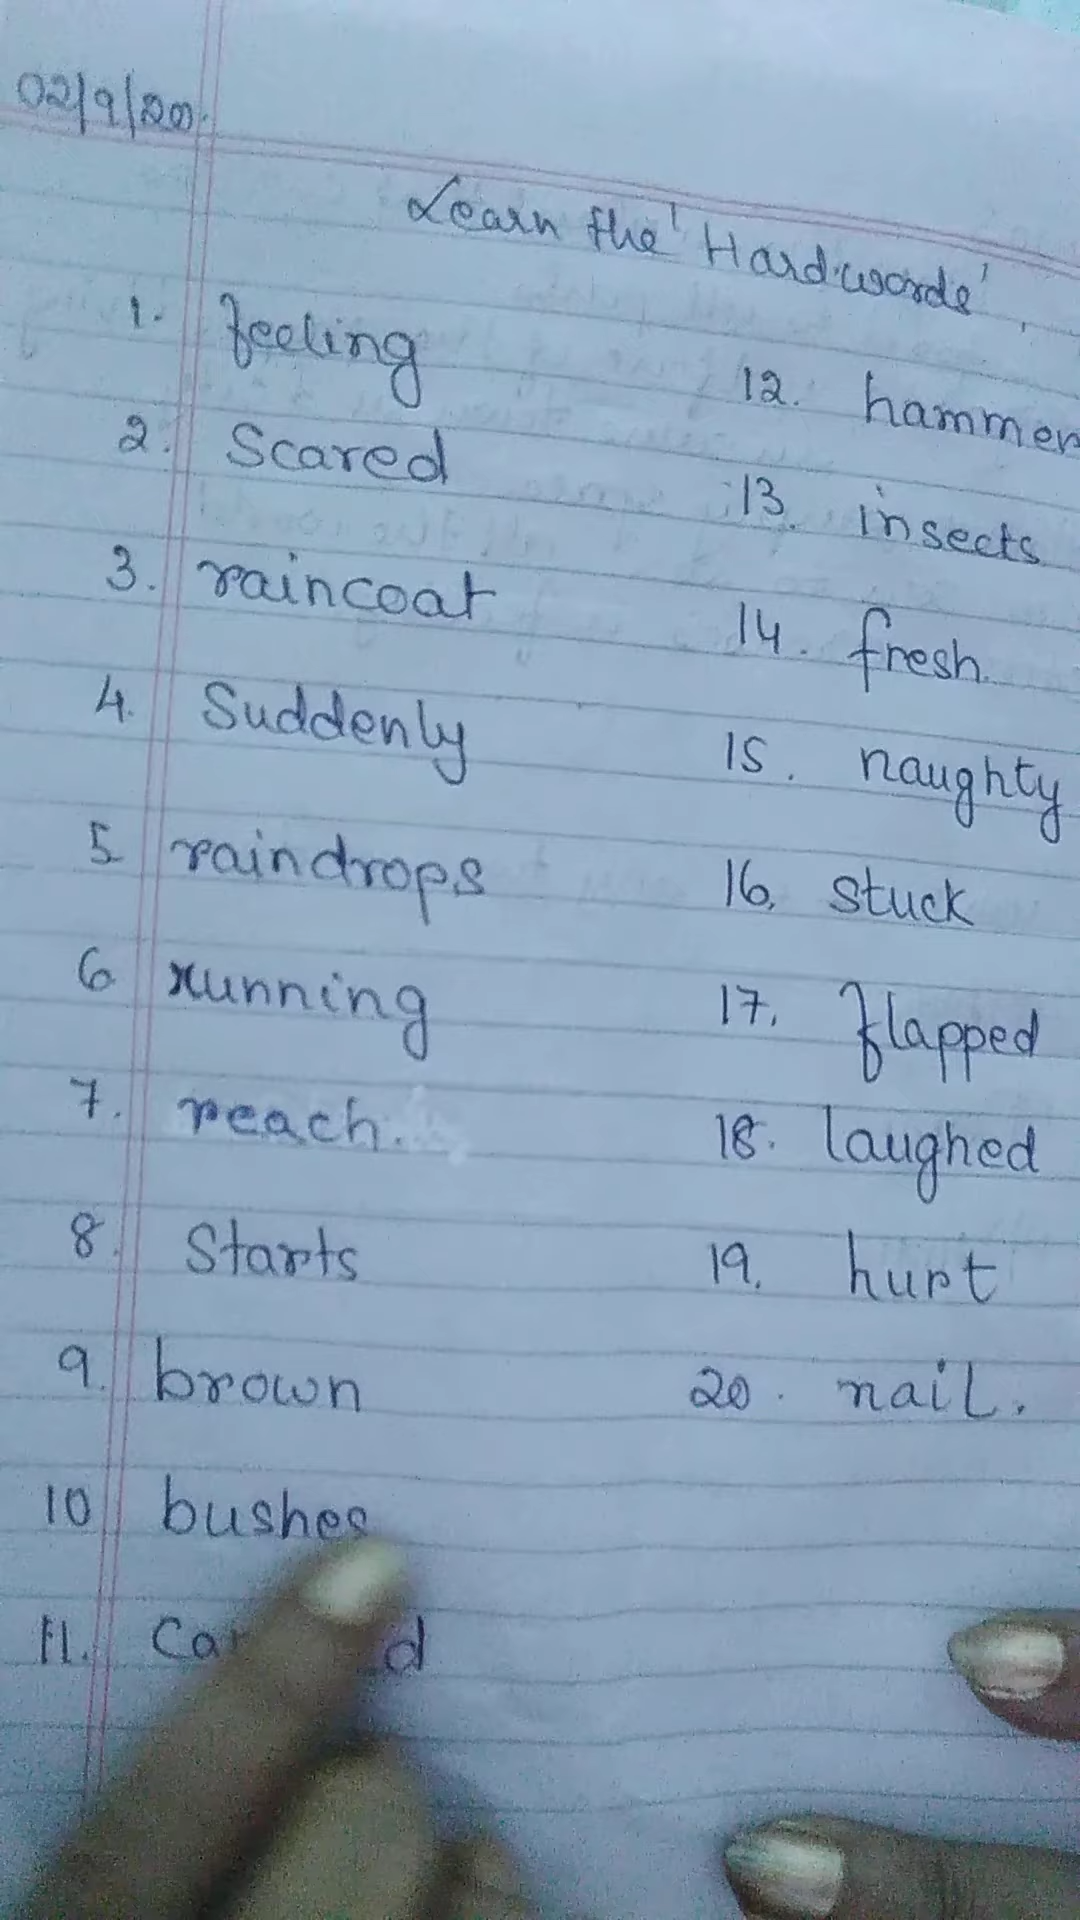 02/9/20.
Learn the 'Hardwords'
1. feeling
2. Scared
3. raincoat
4. Suddenly
5 raindrops
6 running
7. reach.
8. Starts
9. brown
10 bushes
11.
12. hammer
13. insects
14. fresh.
15. naughty
16. stuck
17. flapped
18. laughed
19. hurt
20. nail.